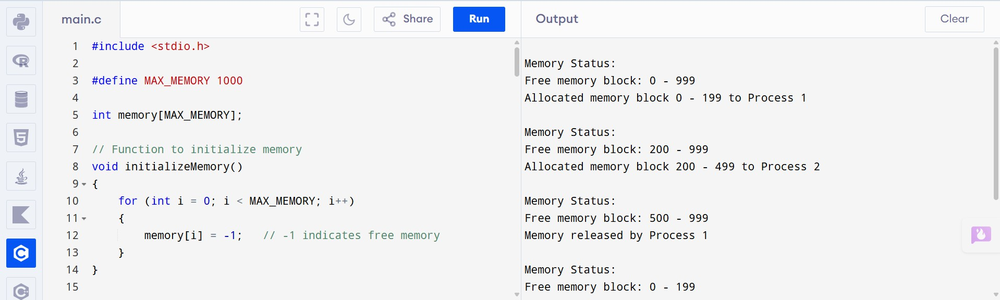 main.c
Share
Run
Output
Clear
1 #include <stdio.h>
2
3 #define MAX_MEMORY 1000
4
5 int memory[MAX_MEMORY];
6
7 // Function to initialize memory
8 void initializeMemory()
9 {
10     for (int i = 0; i < MAX_MEMORY; i++)
11     {
12         memory[i] = -1;   // -1 indicates free memory
13     }
14 }
15
Memory Status:
Free memory block: 0 - 999
Allocated memory block 0 - 199 to Process 1
Memory Status:
Free memory block: 200 - 999
Allocated memory block 200 - 499 to Process 2
Memory Status:
Free memory block: 500 - 999
Memory released by Process 1
Memory Status:
Free memory block: 0 - 199